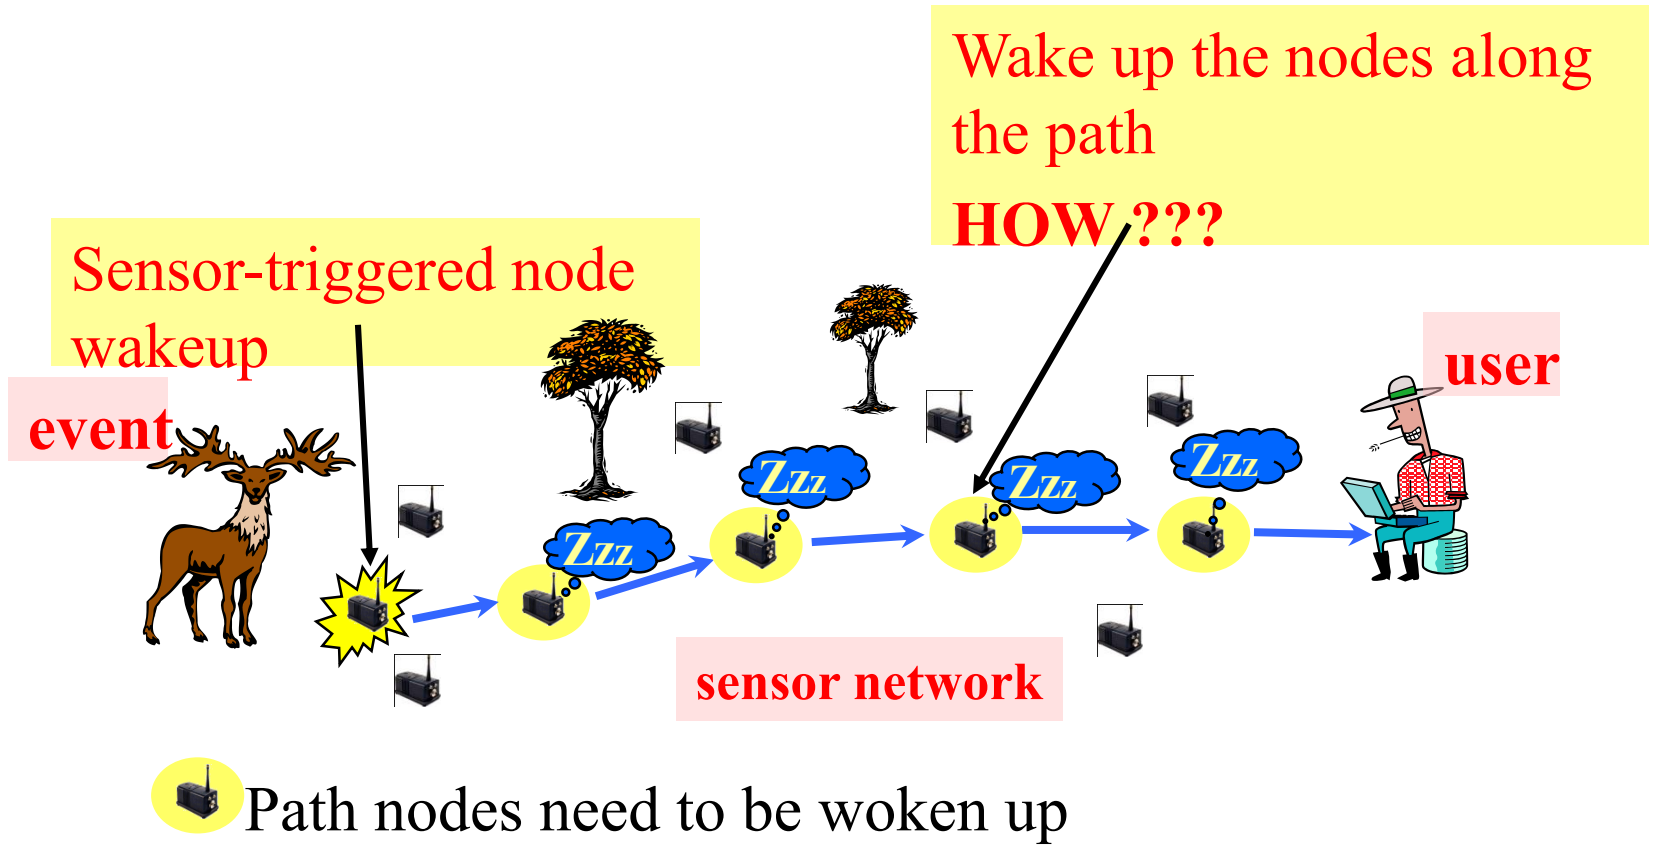 Wake up the nodes along
the path
HOW ???
Sensor-triggered node
wakeup
event
user
Zzz
Zzz
Zzz
Zzz
sensor network
Path nodes need to be woken up